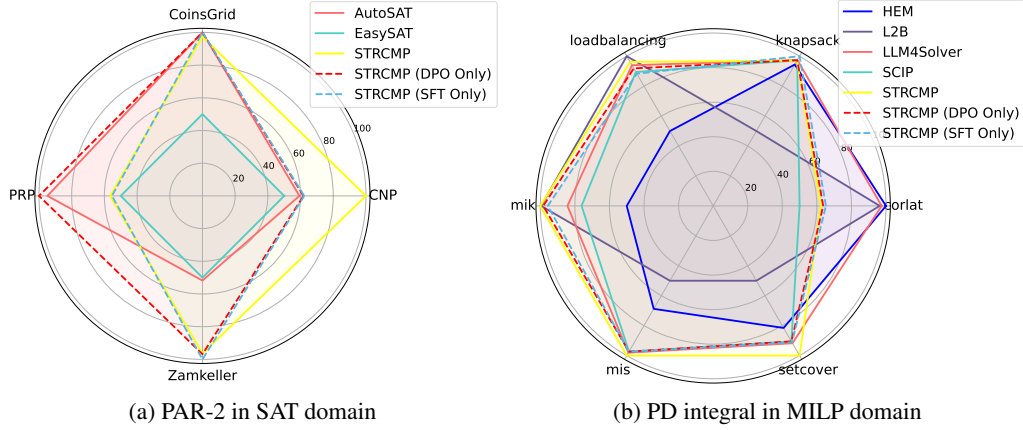 CoinsGrid
AutoSAT
EasySAT
STRCMP
STRCMP (DPO Only)
STRCMP (SFT Only)
100
80
60
40
20
PRP
CNP
Zamkeller
(a) PAR-2 in SAT domain
HEM
L2B
LLM4Solver
SCIP
STRCMP
STRCMP (DPO Only)
STRCMP (SFT Only)
loadbalancing
knapsack
80
60
40
20
mik
corlat
mis
setcover
(b) PD integral in MILP domain